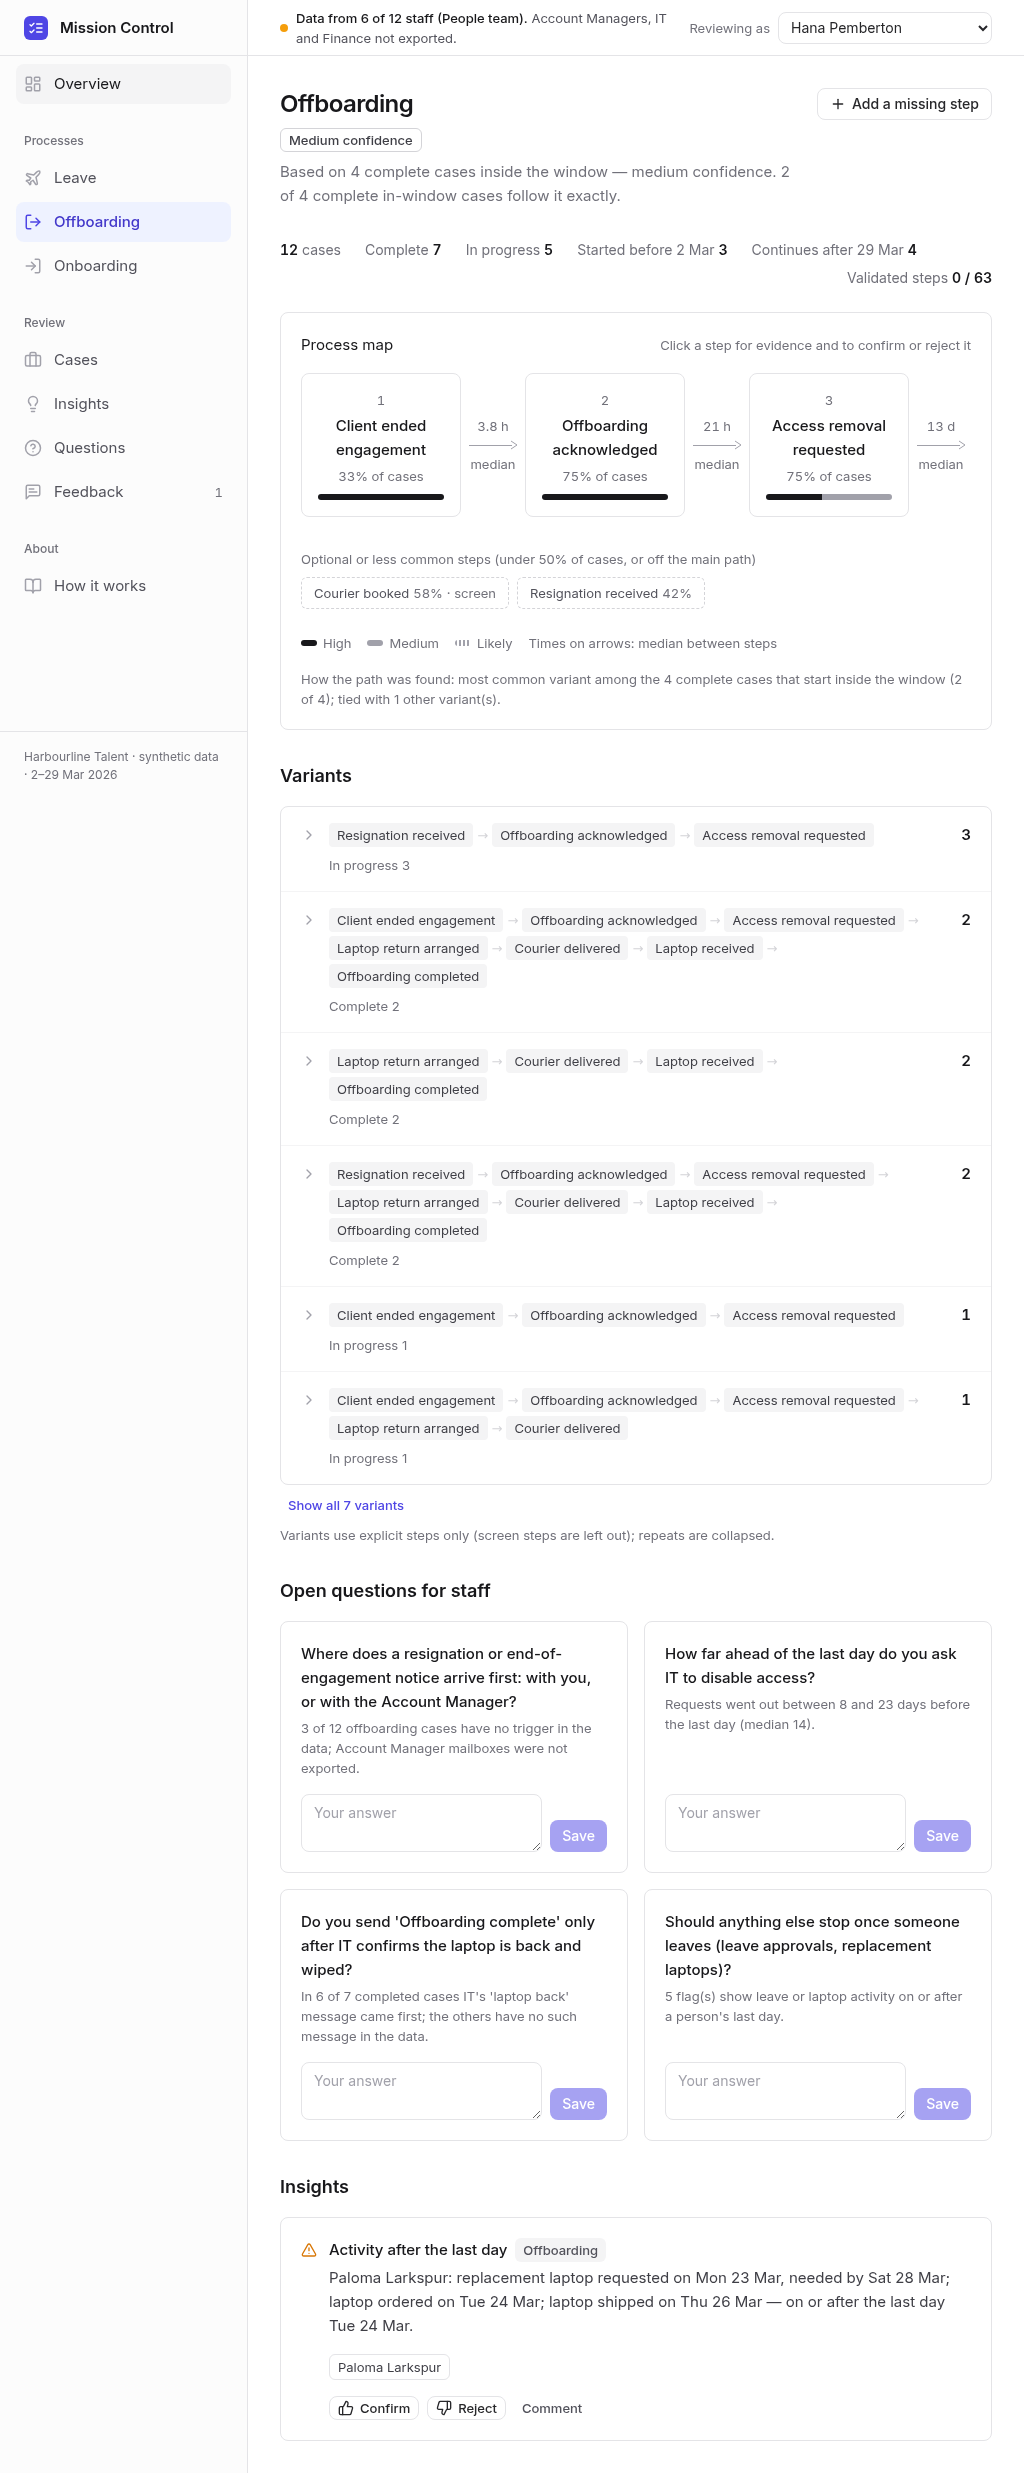 Mission Control
Overview
Processes
Leave
Offboarding
Onboarding
Review
Cases
Insights
Questions
Feedback 1
About
How it works
Harbourline Talent · synthetic data
· 2–29 Mar 2026
Data from 6 of 12 staff (People team). Account Managers, IT
and Finance not exported.
Reviewing as Hana Pemberton
Offboarding
Add a missing step
Medium confidence
Based on 4 complete cases inside the window — medium confidence. 2
of 4 complete in-window cases follow it exactly.
12 cases Complete 7 In progress 5 Started before 2 Mar 3 Continues after 29 Mar 4
Validated steps 0 / 63
Process map
Click a step for evidence and to confirm or reject it
1
Client ended
engagement
33% of cases
3.8 h
→
median
2
Offboarding
acknowledged
75% of cases
21 h
→
median
3
Access removal
requested
75% of cases
13 d
→
median
Optional or less common steps (under 50% of cases, or off the main path)
Courier booked 58% · screen
Resignation received 42%
High Medium Likely Times on arrows: median between steps
How the path was found: most common variant among the 4 complete cases that start inside the window (2
of 4); tied with 1 other variant(s).
Variants
Resignation received → Offboarding acknowledged → Access removal requested 3
In progress 3
Client ended engagement → Offboarding acknowledged → Access removal requested → 2
Laptop return arranged → Courier delivered → Laptop received →
Offboarding completed
Complete 2
Laptop return arranged → Courier delivered → Laptop received → 2
Offboarding completed
Complete 2
Resignation received → Offboarding acknowledged → Access removal requested → 2
Laptop return arranged → Courier delivered → Laptop received →
Offboarding completed
Complete 2
Client ended engagement → Offboarding acknowledged → Access removal requested 1
In progress 1
Client ended engagement → Offboarding acknowledged → Access removal requested → 1
Laptop return arranged → Courier delivered
In progress 1
Show all 7 variants
Variants use explicit steps only (screen steps are left out); repeats are collapsed.
Open questions for staff
Where does a resignation or end-of-
engagement notice arrive first: with you,
or with the Account Manager?
3 of 12 offboarding cases have no trigger in the
data; Account Manager mailboxes were not
exported.
Your answer
Save
How far ahead of the last day do you ask
IT to disable access?
Requests went out between 8 and 23 days before
the last day (median 14).
Your answer
Save
Do you send 'Offboarding complete' only
after IT confirms the laptop is back and
wiped?
In 6 of 7 completed cases IT's 'laptop back'
message came first; the others have no such
message in the data.
Your answer
Save
Should anything else stop once someone
leaves (leave approvals, replacement
laptops)?
5 flag(s) show leave or laptop activity on or after
a person's last day.
Your answer
Save
Insights
Activity after the last day Offboarding
Paloma Larkspur: replacement laptop requested on Mon 23 Mar, needed by Sat 28 Mar;
laptop ordered on Tue 24 Mar; laptop shipped on Thu 26 Mar — on or after the last day
Tue 24 Mar.
Paloma Larkspur
Confirm Reject Comment